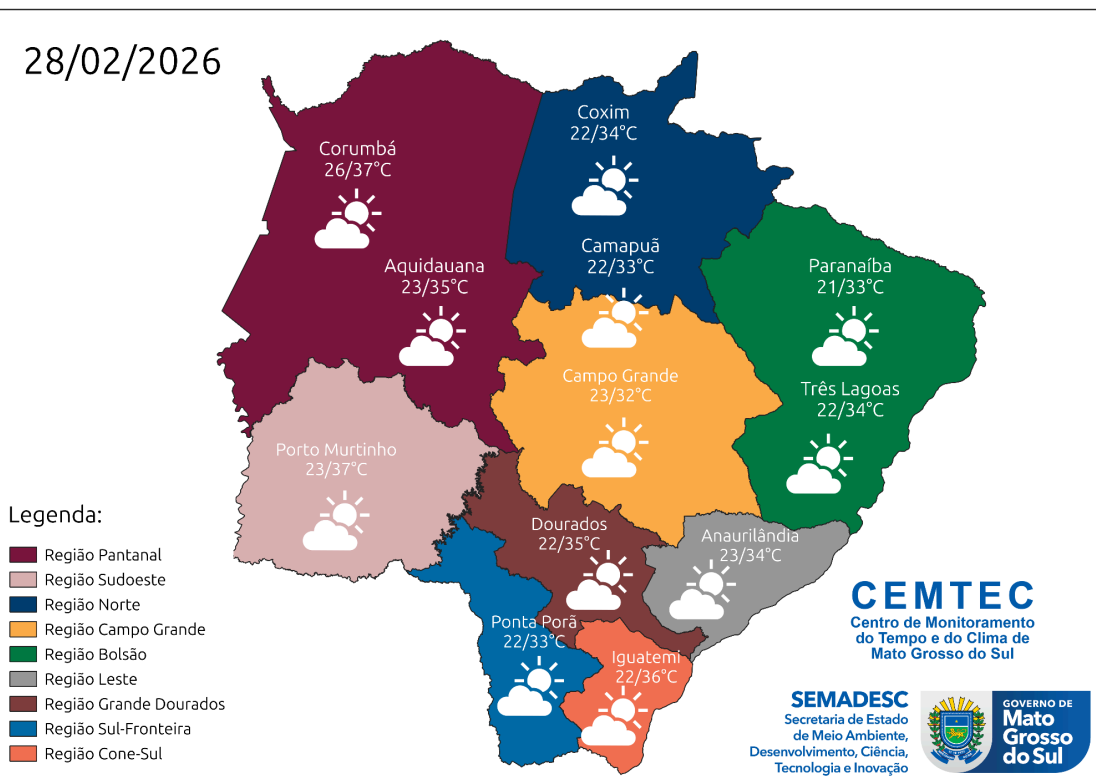 28/02/2026
Coxim
22/34°C
Corumbá
26/37°C
Camapuã
22/33°C
Aquidauana
23/35°C
Paranaíba
21/33°C
Campo Grande
23/32°C
Três Lagoas
22/34°C
Porto Murtinho
23/37°C
Dourados
22/35°C
Anaurilândia
23/34°C
Ponta Porã
22/33°C
Iguatemi
22/36°C
Legenda:
Região Pantanal
Região Sudoeste
Região Norte
Região Campo Grande
Região Bolsão
Região Leste
Região Grande Dourados
Região Sul-Fronteira
Região Cone-Sul
CEMTEC
Centro de Monitoramento
do Tempo e do Clima de
Mato Grosso do Sul
SEMADESC
Secretaria de Estado
de Meio Ambiente,
Desenvolvimento, Ciência,
Tecnologia e Inovação
GOVERNO DE
Mato
Grosso
do Sul